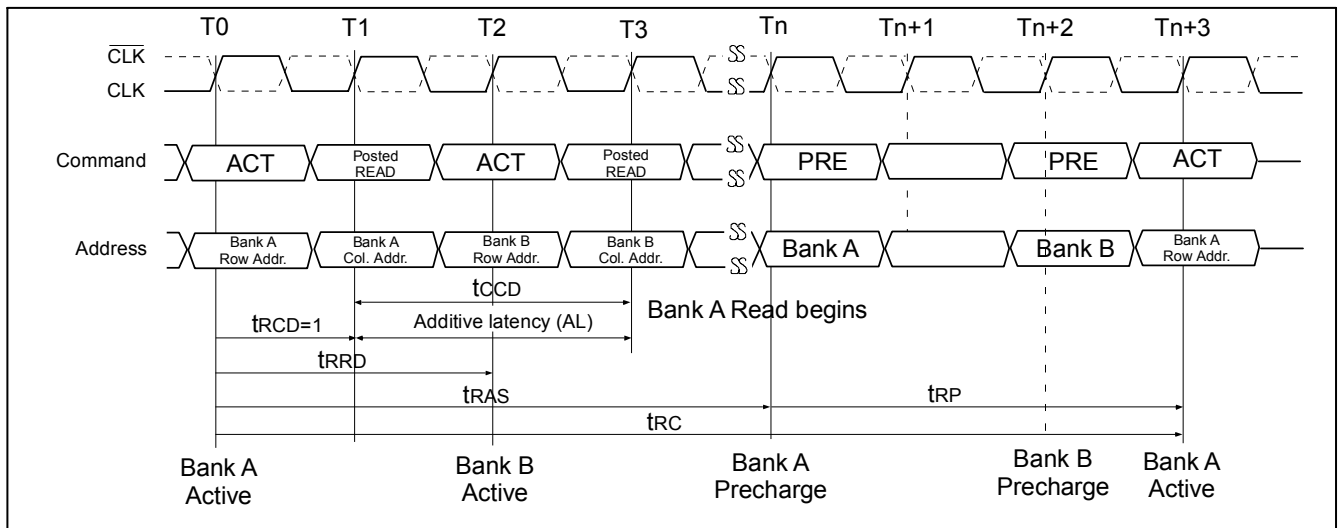 T0 T1 T2 T3 Tn Tn+1 Tn+2 Tn+3
CLK
CLK
Command
ACT
Posted
READ
ACT
Posted
READ
PRE
PRE
ACT
Address
Bank A
Row Addr.
Bank A
Col. Addr.
Bank B
Row Addr.
Bank B
Col. Addr.
Bank A
Bank B
Bank A
Row Addr.
tCCD
Bank A Read begins
tRCD=1
Additive latency (AL)
tRRD
tRAS
tRP
tRC
Bank A
Active
Bank B
Active
Bank A
Precharge
Bank B
Precharge
Bank A
Active